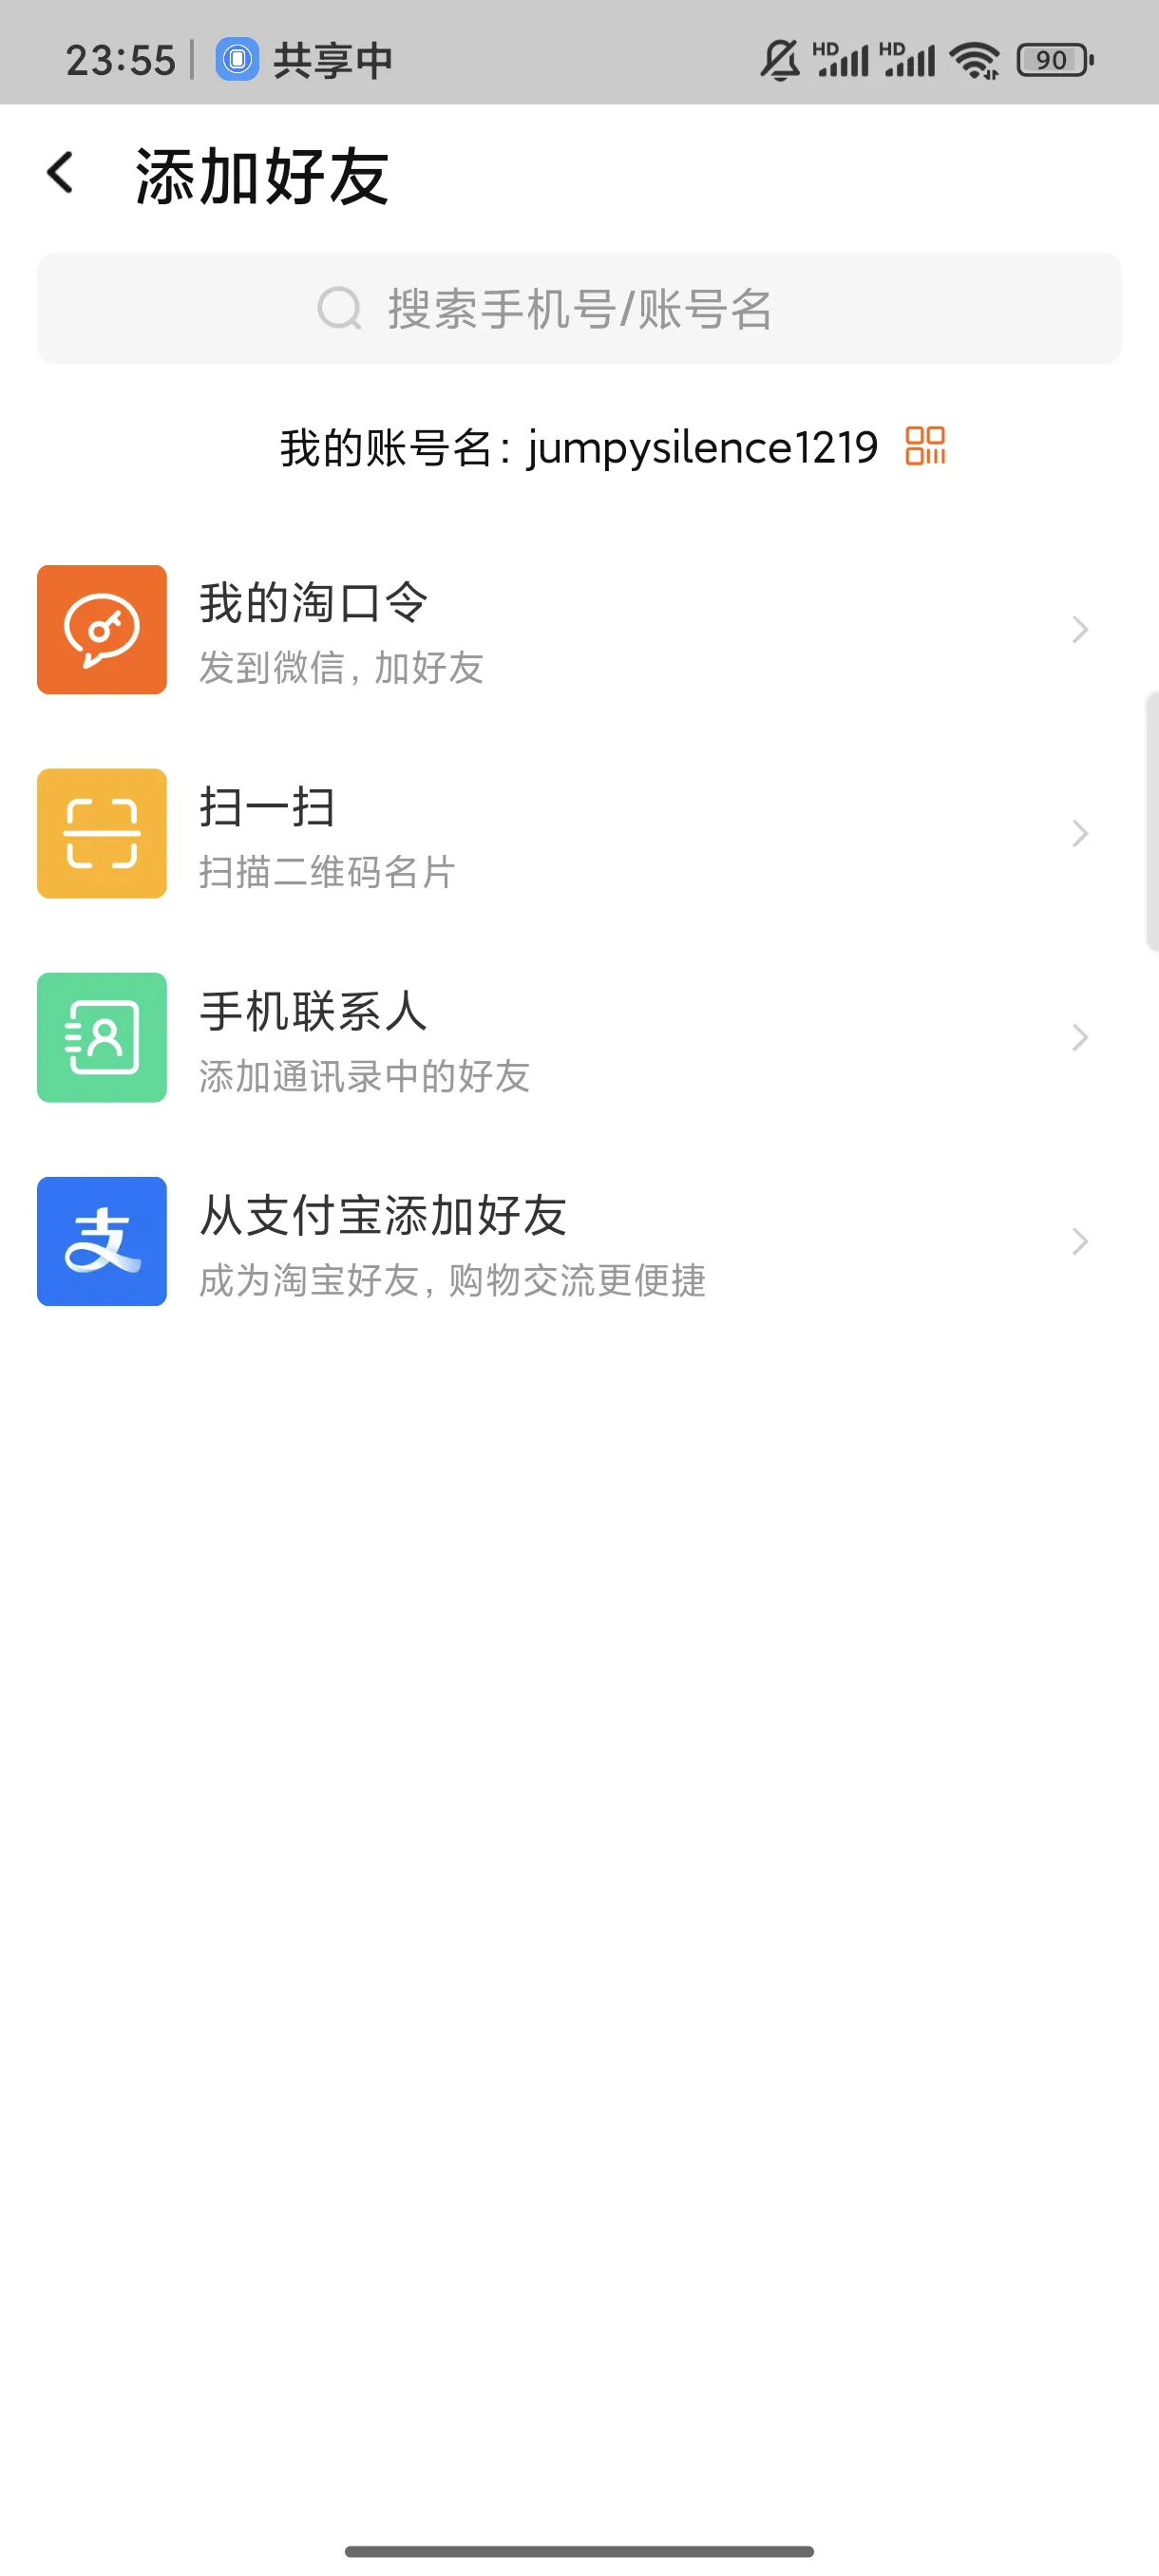 23:55 共享中 HD HD 90
添加好友
搜索手机号/账号名
我的账号名: jumpysilence1219
我的淘口令
发到微信, 加好友
扫一扫
扫描二维码名片
手机联系人
添加通讯录中的好友
支
从支付宝添加好友
成为淘宝好友, 购物交流更便捷